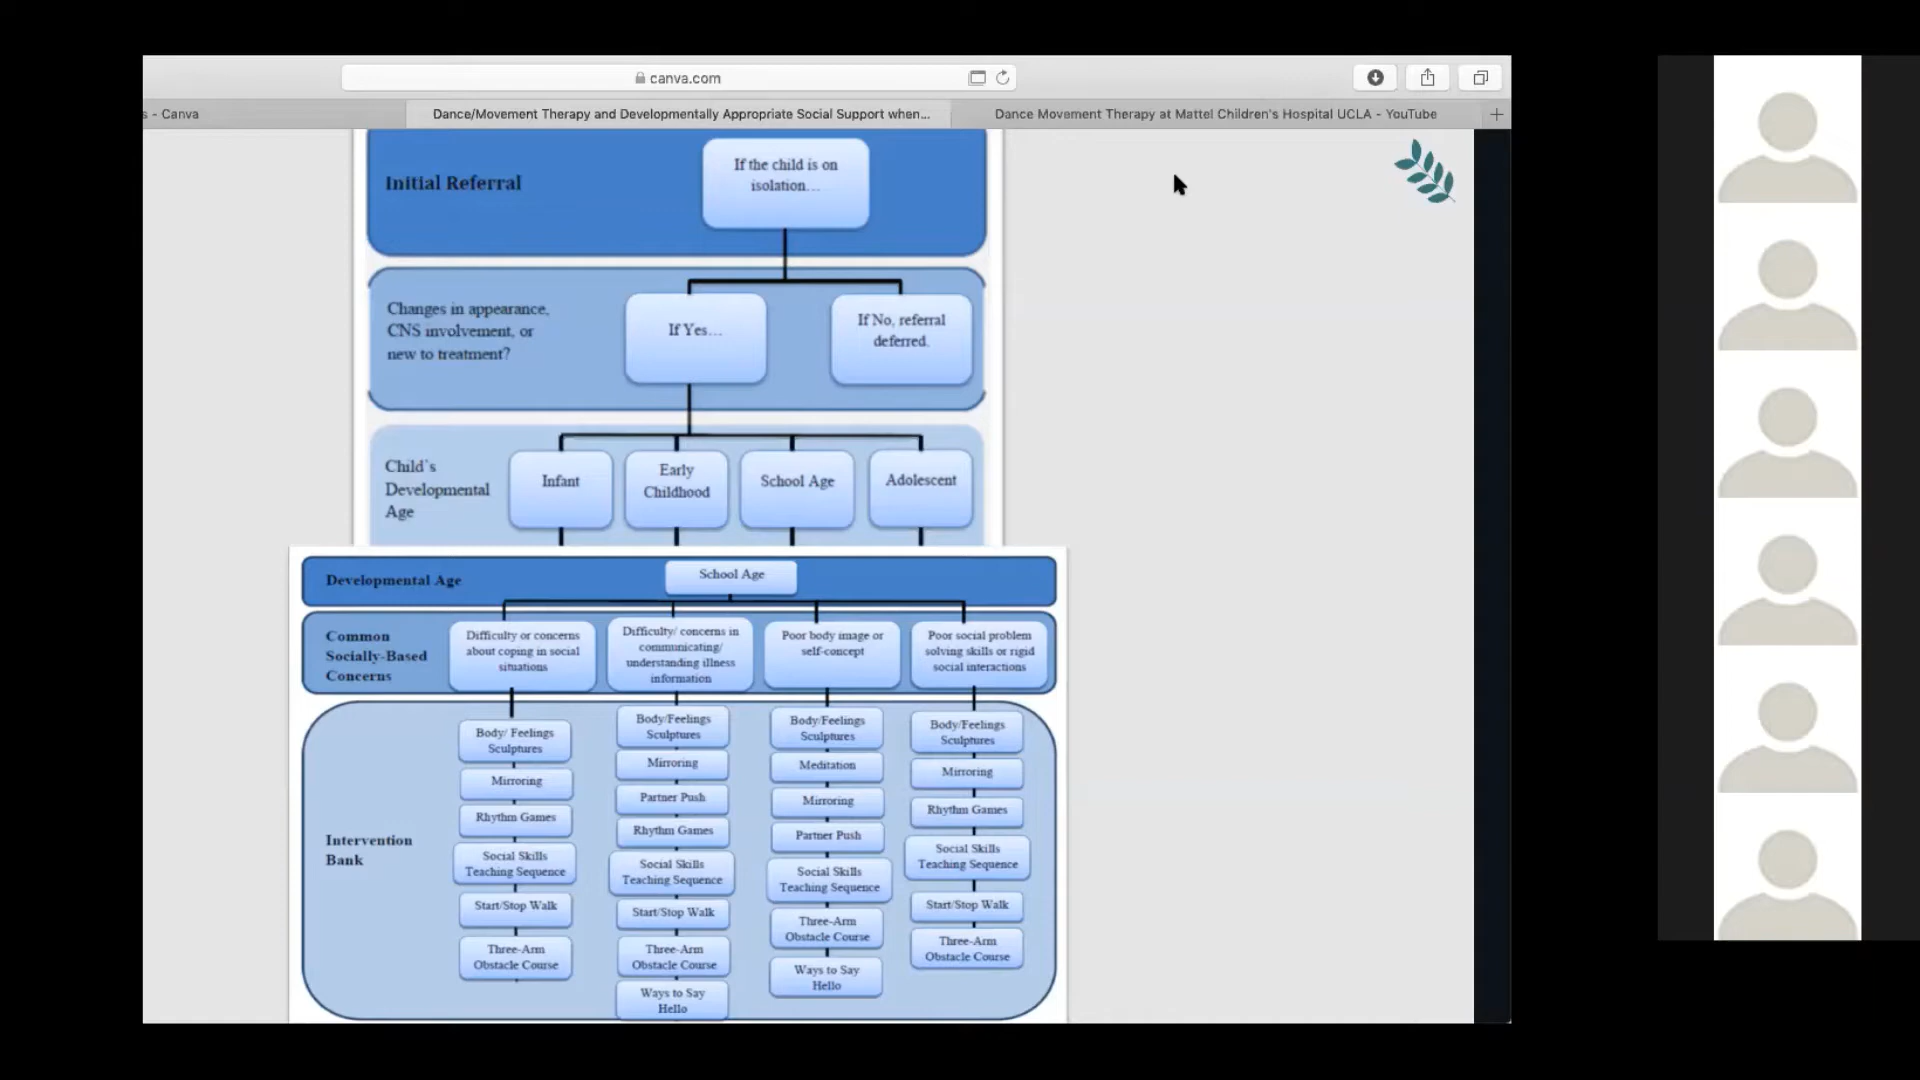 canva.com
s - Canva
Dance/Movement Therapy and Developmentally Appropriate Social Support when...
Dance Movement Therapy at Mattel Children's Hospital UCLA - YouTube
Initial Referral
If the child is on
isolation...
Changes in appearance,
CNS involvement, or
new to treatment?
If Yes...
If No, referral
deferred.
Child's
Developmental
Age
Infant
Early
Childhood
School Age
Adolescent
Developmental Age
School Age
Common
Socially-Based
Concerns
Difficulty or concerns
about coping in social
situations
Difficulty/ concerns in
communicating/
understanding illness
information
Poor body image or
self-concept
Poor social problem
solving skills or rigid
social interactions
Intervention
Bank
Body/ Feelings
Sculptures
Mirroring
Rhythm Games
Social Skills
Teaching Sequence
Start/Stop Walk
Three-Arm
Obstacle Course
Body/Feelings
Sculptures
Mirroring
Partner Push
Rhythm Games
Social Skills
Teaching Sequence
Start/Stop Walk
Three-Arm
Obstacle Course
Ways to Say
Hello
Body/Feelings
Sculptures
Meditation
Mirroring
Partner Push
Social Skills
Teaching Sequence
Three-Arm
Obstacle Course
Ways to Say
Hello
Body/Feelings
Sculptures
Mirroring
Rhythm Games
Social Skills
Teaching Sequence
Start/Stop Walk
Three-Arm
Obstacle Course